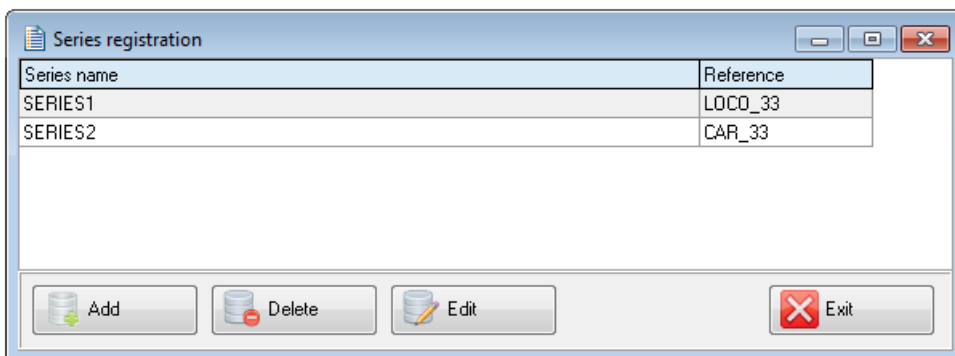 Series registration
Series name Reference
SERIES1 LOCO_33
SERIES2 CAR_33
Add Delete Edit Exit